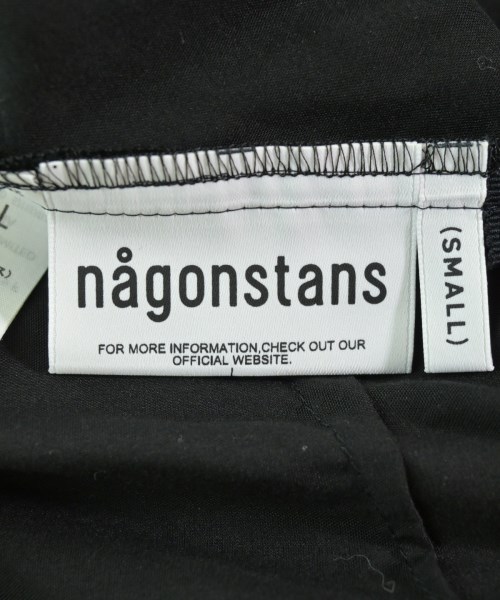 någonstans
FOR MORE INFORMATION,CHECK OUT OUR
OFFICIAL WEBSITE.
(SMALL)
L